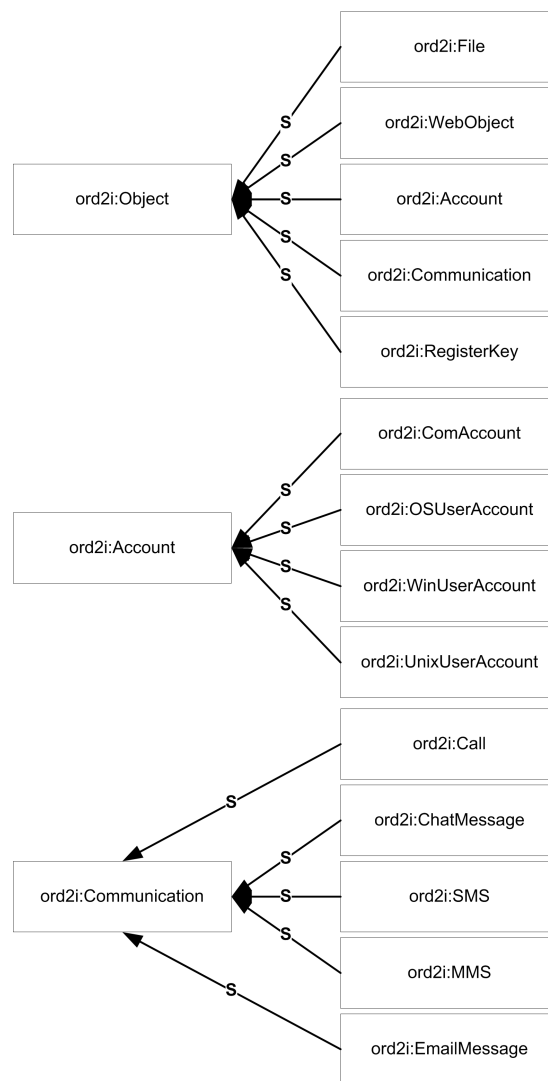 ord2i:File
S
ord2i:WebObject
S
ord2i:Object
S
ord2i:Account
S
ord2i:Communication
S
ord2i:RegisterKey
ord2i:ComAccount
S
ord2i:OSUserAccount
S
ord2i:Account
S
ord2i:WinUserAccount
S
ord2i:UnixUserAccount
ord2i:Call
S
ord2i:ChatMessage
S
ord2i:Communication
S
ord2i:SMS
S
ord2i:MMS
S
ord2i:EmailMessage